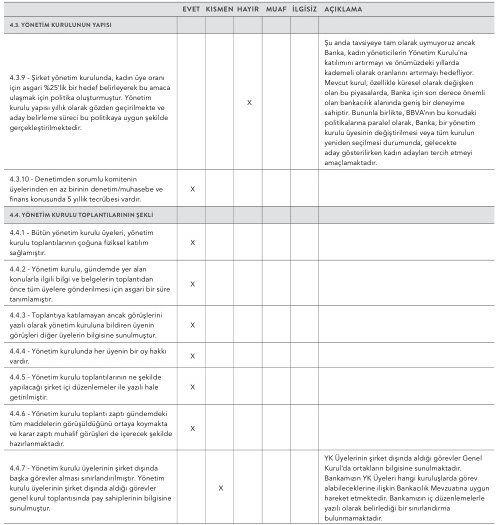 EVET KISMEN HAYIR MUAF İLGİSİZ AÇIKLAMA
4.3. YÖNETİM KURULUNUN YAPISI
4.3.9 - Şirket yönetim kurulunda, kadın üye oranı
için asgari %25'lik bir hedef belirleyerek bu amaca
ulaşmak için politika oluşturmuştur. Yönetim
kurulu yapısı yıllık olarak gözden geçirilmekte ve
aday belirleme süreci bu politikaya uygun şekilde
gerçekleştirilmektedir.
X
Şu anda tavsiyeye tam olarak uymuyoruz ancak
Banka, kadın yöneticilerin Yönetim Kurulu'na
katılımını artırmayı ve önümüzdeki yıllarda
kademeli olarak oranlarını artırmayı hedefliyor.
Mevcut kurul, özellikle küresel olarak değişken
olan bu piyasalarda, Banka için son derece önemli
olan bankacılık alanında geniş bir deneyime
sahiptir. Bununla birlikte, BBVA'nın bu konudaki
politikalarına paralel olarak, Banka, bir yönetim
kurulu üyesinin değiştirilmesi veya tüm kurulun
yeniden seçilmesi durumunda, gelecekte
aday gösterilirken kadın adayları tercih etmeyi
amaçlamaktadır.
4.3.10 - Denetimden sorumlu komitenin
üyelerinden en az birinin denetim/muhasebe ve
finans konusunda 5 yıllık tecrübesi vardır.
X
4.4. YÖNETİM KURULU TOPLANTILARININ ŞEKLİ
4.4.1 - Bütün yönetim kurulu üyeleri, yönetim
kurulu toplantılarının çoğuna fiziksel katılım
sağlamıştır.
X
4.4.2 - Yönetim kurulu, gündemde yer alan
konularla ilgili bilgi ve belgelerin toplantıdan
önce tüm üyelere gönderilmesi için asgari bir süre
tanımlamıştır.
X
4.4.3 - Toplantıya katılamayan ancak görüşlerini
yazılı olarak yönetim kuruluna bildiren üyenin
görüşleri diğer üyelerin bilgisine sunulmuştur.
X
4.4.4 - Yönetim kurulunda her üyenin bir oy hakkı
vardır.
X
4.4.5 - Yönetim kurulu toplantılarının ne şekilde
yapılacağı şirket içi düzenlemeler ile yazılı hale
getirilmiştir.
X
4.4.6 - Yönetim kurulu toplantı zaptı gündemdeki
tüm maddelerin görüşüldüğünü ortaya koymakta
ve karar zaptı muhalif görüşleri de içerecek şekilde
hazırlanmaktadır.
X
4.4.7 - Yönetim kurulu üyelerinin şirket dışında
başka görevler alması sınırlandırılmıştır. Yönetim
kurulu üyelerinin şirket dışında aldığı görevler
genel kurul toplantısında pay sahiplerinin bilgisine
sunulmuştur.
X
YK Üyelerinin şirket dışında aldığı görevler Genel
Kurul'da ortakların bilgisine sunulmaktadır.
Bankamızın YK Üyeleri hangi kuruluşlarda görev
alabileceklerine ilişkin Bankacılık Mevzuatına uygun
hareket etmektedir. Bankamızın iç düzenlemelerle
yazılı olarak belirlediği bir sınırlandırma
bulunmamaktadır.